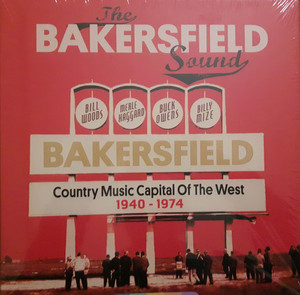 The
BAKERSFIELD
Sound
BILL WOODS
MERLE HAGGARD
BUCK OWENS
BILLY MIZE
BAKERSFIELD
Country Music Capital Of The West
1940 - 1974